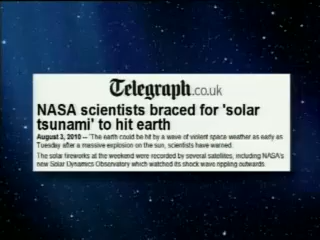 Telegraph.co.uk
NASA scientists braced for 'solar
tsunami' to hit earth
August 3, 2010 -- 'The earth could be hit by a wave of violent space weather as early as
Tuesday after a massive explosion on the sun, scientists have warned.
The solar fireworks at the weekend were recorded by several satellites, including NASA's
new Solar Dynamics Observatory which watched its shock wave rippling outwards.